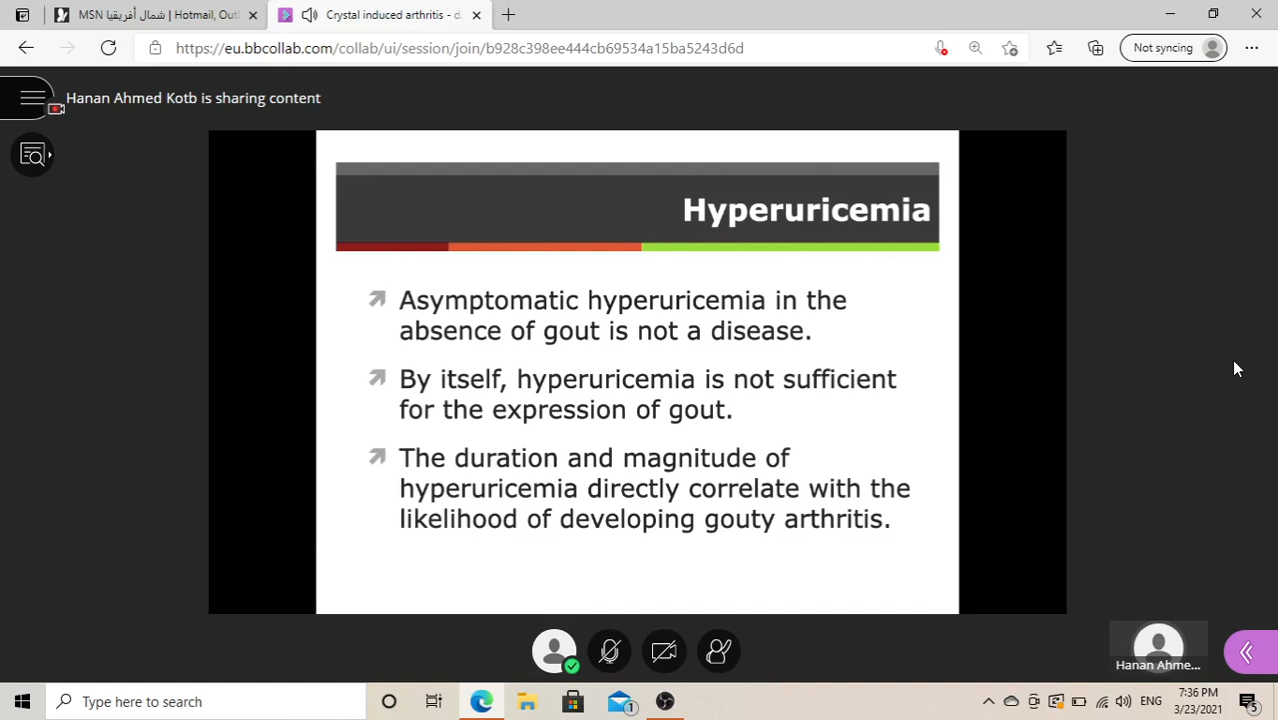 MSN شمال أفريقيا | Hotmail, Outl
Crystal induced arthritis - d
https://eu.bbcollab.com/collab/ui/session/join/b928c398ee444cb69534a15ba5243d6d
Not syncing
Hanan Ahmed Kotb is sharing content
Hyperuricemia
Asymptomatic hyperuricemia in the
absence of gout is not a disease.
By itself, hyperuricemia is not sufficient
for the expression of gout.
The duration and magnitude of
hyperuricemia directly correlate with the
likelihood of developing gouty arthritis.
Hanan Ahme...
Type here to search
1
ENG
7:36 PM
3/23/2021
5